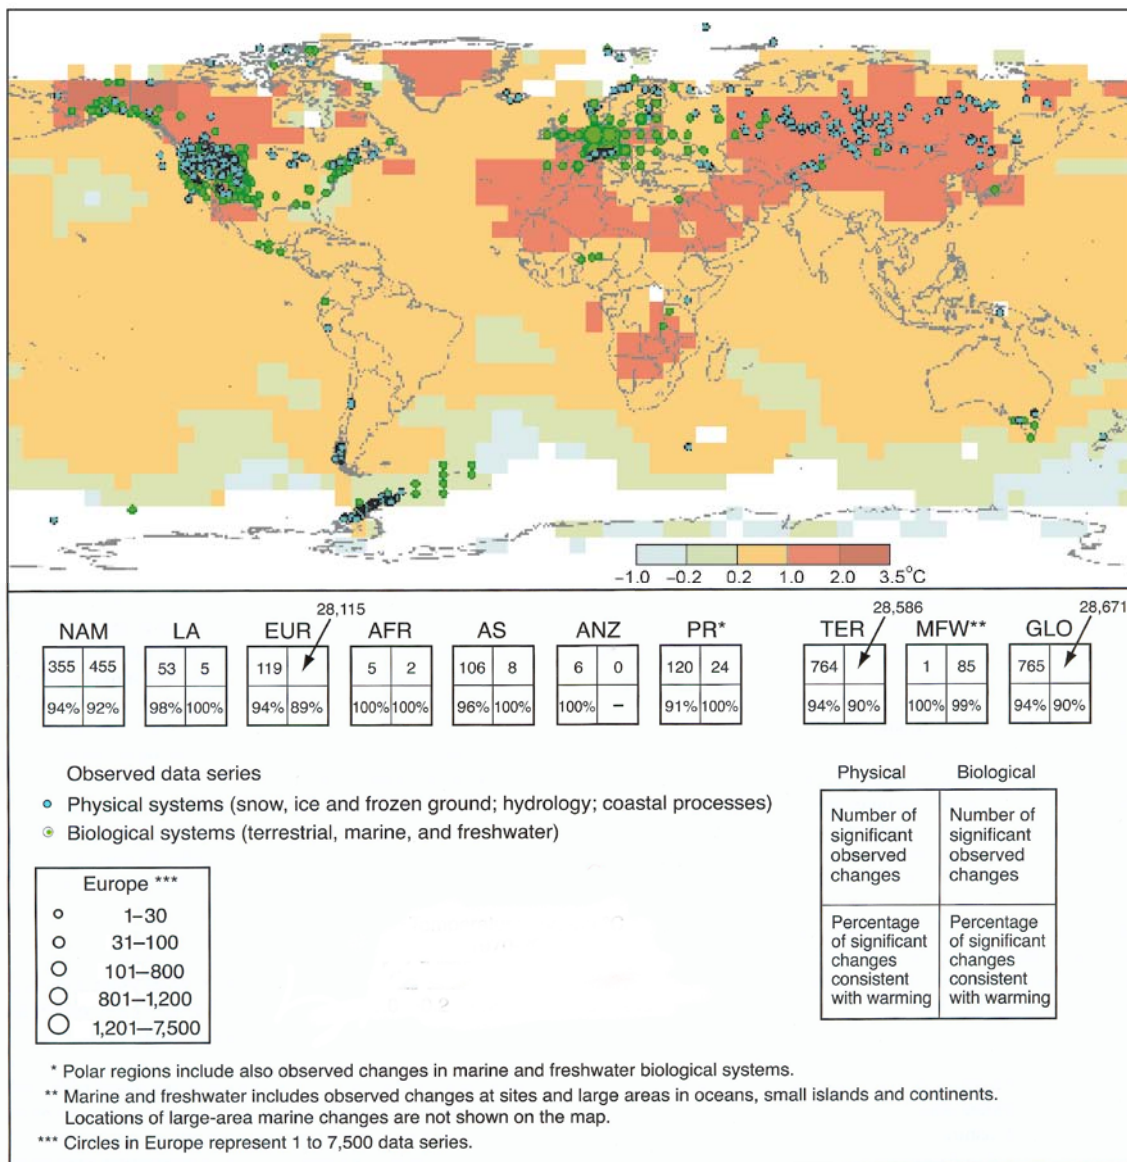 -1.0 -0.2 0.2 1.0 2.0 3.5°C
28,115
28,586
28,671
NAM LA EUR AFR AS ANZ PR* TER MFW** GLO
355 455 53 5 119 5 2 106 8 6 0 120 24 764 1 85 765
94% 92% 98% 100% 94% 89% 100% 100% 96% 100% 100% – 91% 100% 94% 90% 100% 99% 94% 90%
Observed data series
Physical systems (snow, ice and frozen ground; hydrology; coastal processes)
Biological systems (terrestrial, marine, and freshwater)
Europe ***
1–30
31–100
101–800
801–1,200
1,201–7,500
Physical Biological
Number of Number of
significant significant
observed observed
changes changes
Percentage Percentage
of significant of significant
changes changes
consistent consistent
with warming with warming
* Polar regions include also observed changes in marine and freshwater biological systems.
** Marine and freshwater includes observed changes at sites and large areas in oceans, small islands and continents.
Locations of large-area marine changes are not shown on the map.
*** Circles in Europe represent 1 to 7,500 data series.